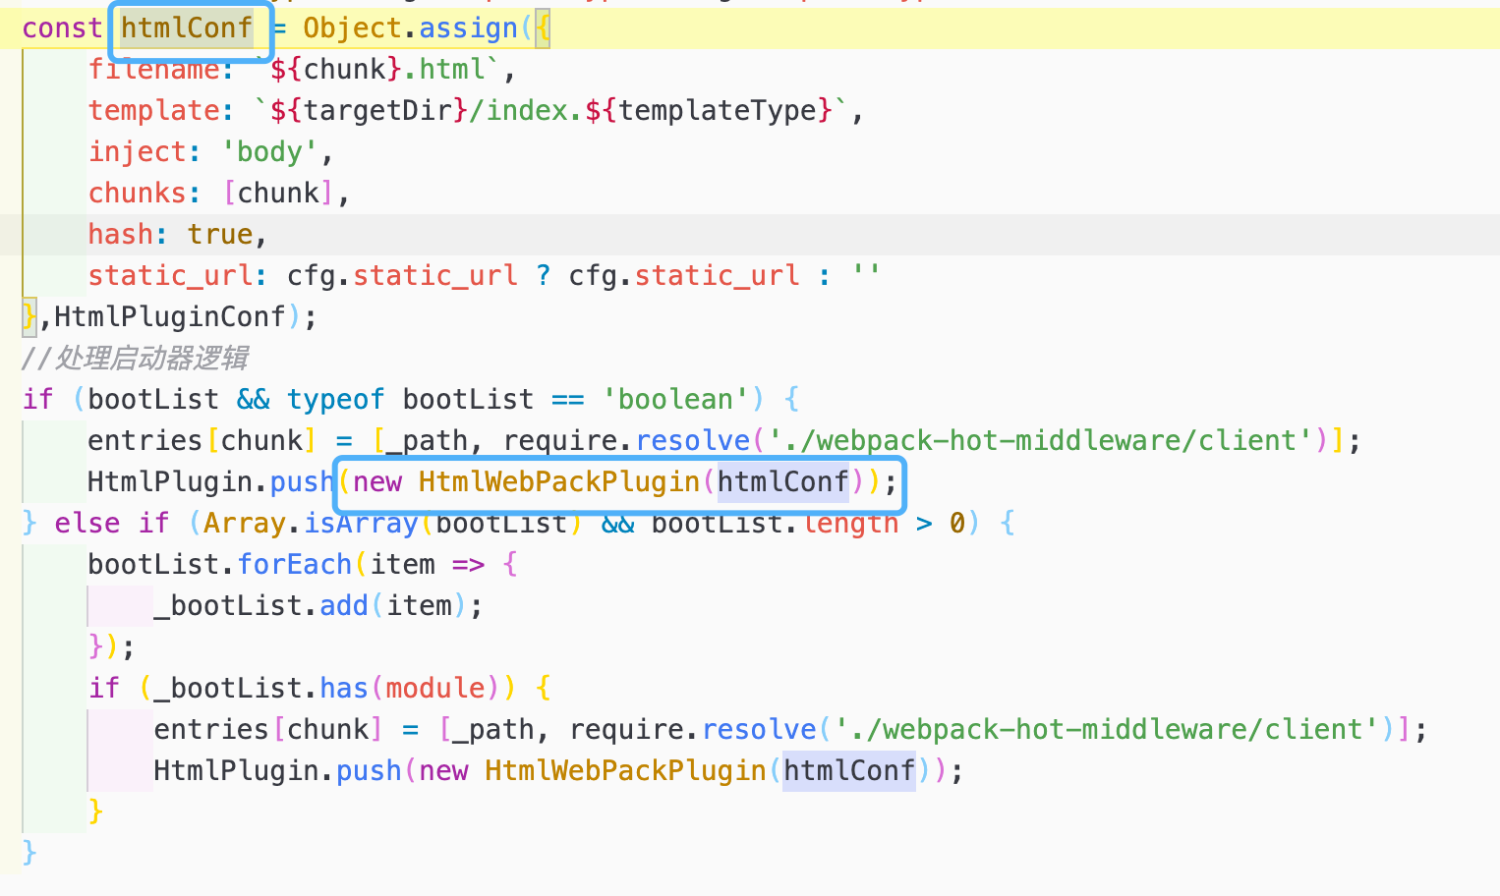 const htmlConf = Object.assign({
filename: `${chunk}.html`,
template: `${targetDir}/index.${templateType}`,
inject: 'body',
chunks: [chunk],
hash: true,
static_url: cfg.static_url ? cfg.static_url : ''
},HtmlPluginConf);
//处理启动器逻辑
if (bootList && typeof bootList == 'boolean') {
entries[chunk] = [_path, require.resolve('./webpack-hot-middleware/client')];
HtmlPlugin.push(new HtmlWebPackPlugin(htmlConf));
} else if (Array.isArray(bootList) && bootList.length > 0) {
bootList.forEach(item => {
_bootList.add(item);
});
if (_bootList.has(module)) {
entries[chunk] = [_path, require.resolve('./webpack-hot-middleware/client')];
HtmlPlugin.push(new HtmlWebPackPlugin(htmlConf));
}
}